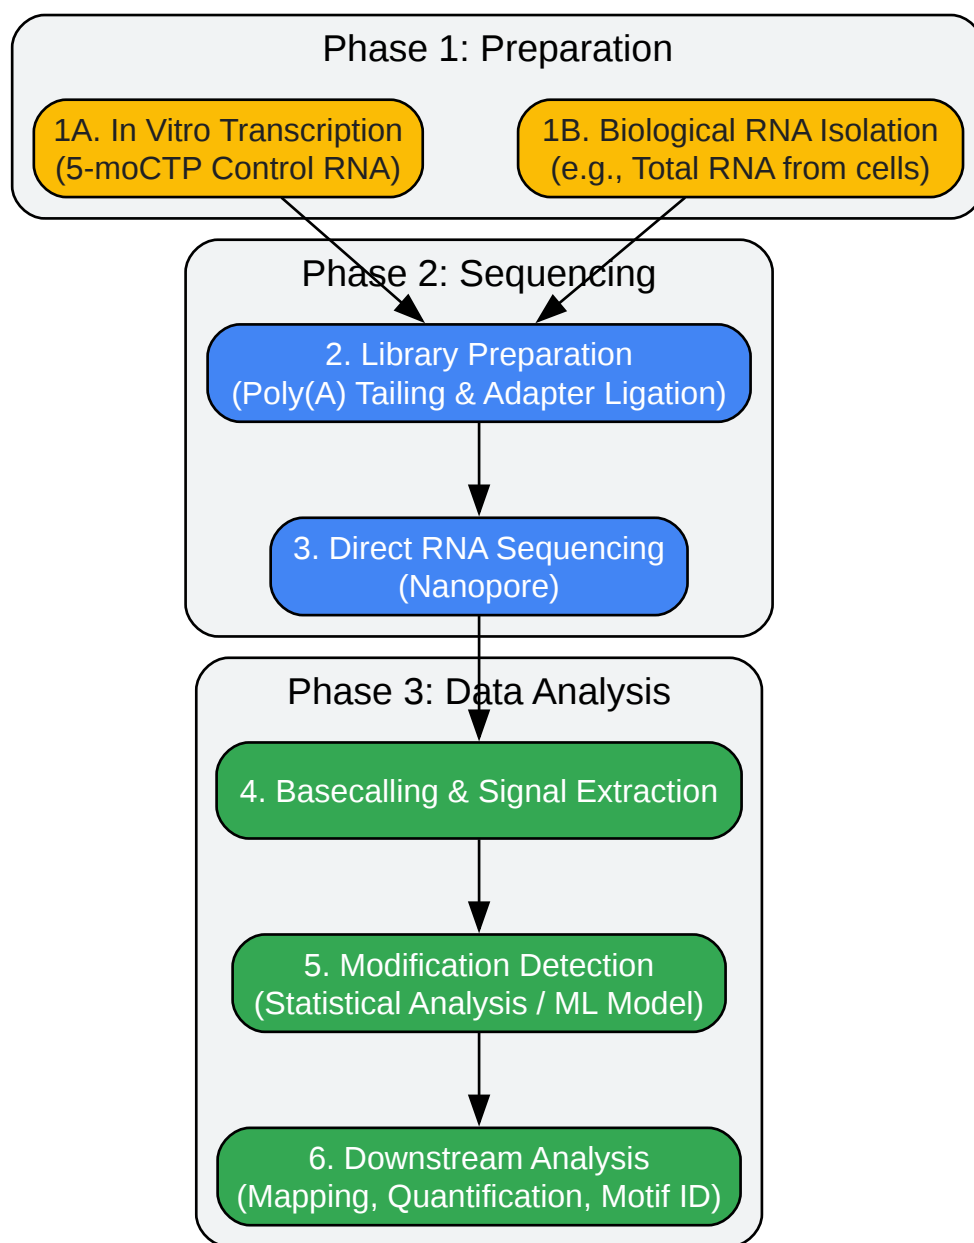 Phase 1: Preparation
1A. In Vitro Transcription
(5-moCTP Control RNA)
1B. Biological RNA Isolation
(e.g., Total RNA from cells)
Phase 2: Sequencing
2. Library Preparation
(Poly(A) Tailing & Adapter Ligation)
3. Direct RNA Sequencing
(Nanopore)
Phase 3: Data Analysis
4. Basecalling & Signal Extraction
5. Modification Detection
(Statistical Analysis / ML Model)
6. Downstream Analysis
(Mapping, Quantification, Motif ID)